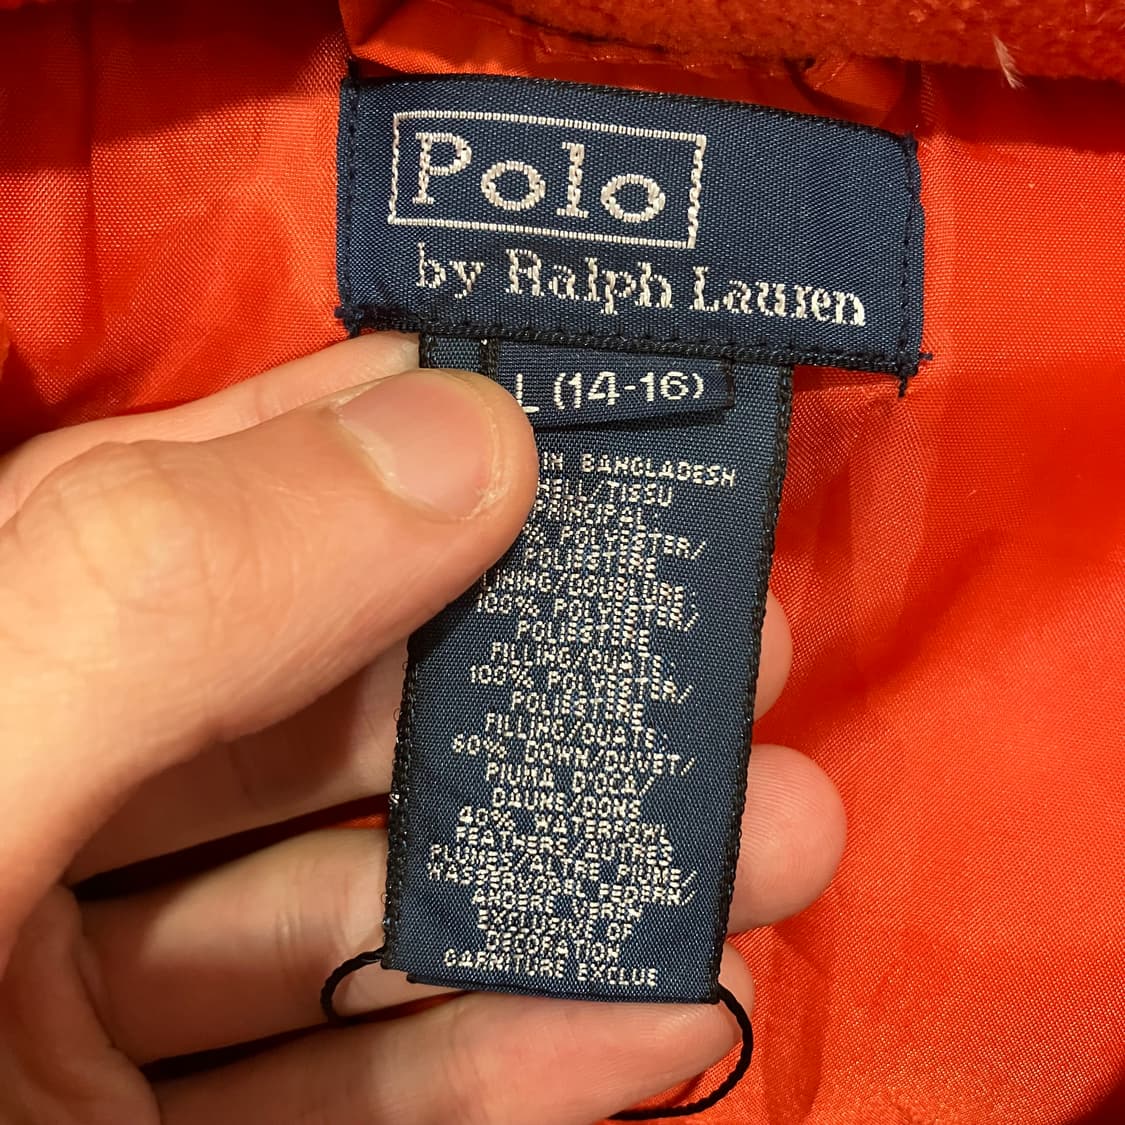 Polo
by Ralph Lauren
L (14-16)
IN BANGLADESH
/TISSU
PRINCIPAL
% POLYESTER/
POLIESTERE
100% POLYESTER/
POLIESTERE
FILLING/OUATE
100% POLYESTER/
POLIESTERE
FILLING/OUATE
60% DOWN/DUVET/
PIUMA D'OCA/
DAUNE/DONS
40% WATERFOWL
FEATHERS/AUTRES
PLUMES/ALTRE PIUME/
WASSERVOGEL FEDERN/
ANDERE VEREN
EXCLUSIVE OF
DECORATION
GARNITURE EXCLUE